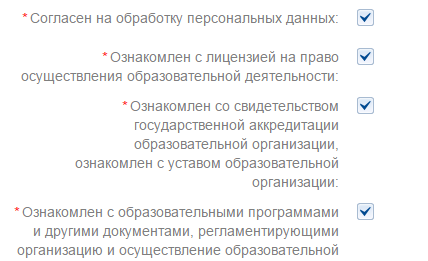 *Согласен на обработку персональных данных:
*Ознакомлен с лицензией на право
осуществления образовательной деятельности:
*Ознакомлен со свидетельством
государственной аккредитации
образовательной организации,
ознакомлен с уставом образовательной
организации:
*Ознакомлен с образовательными программами
и другими документами, регламентирующими
организацию и осуществление образовательной